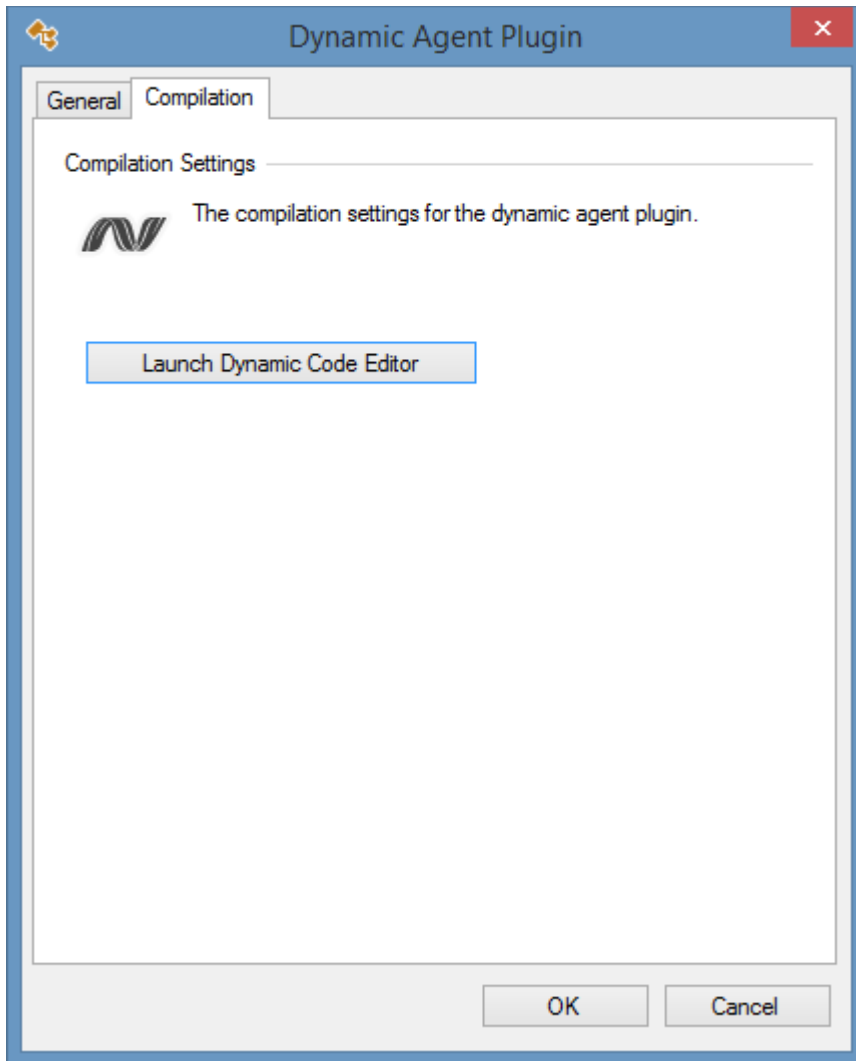 Dynamic Agent Plugin
General
Compilation
Compilation Settings
The compilation settings for the dynamic agent plugin.
Launch Dynamic Code Editor
OK
Cancel